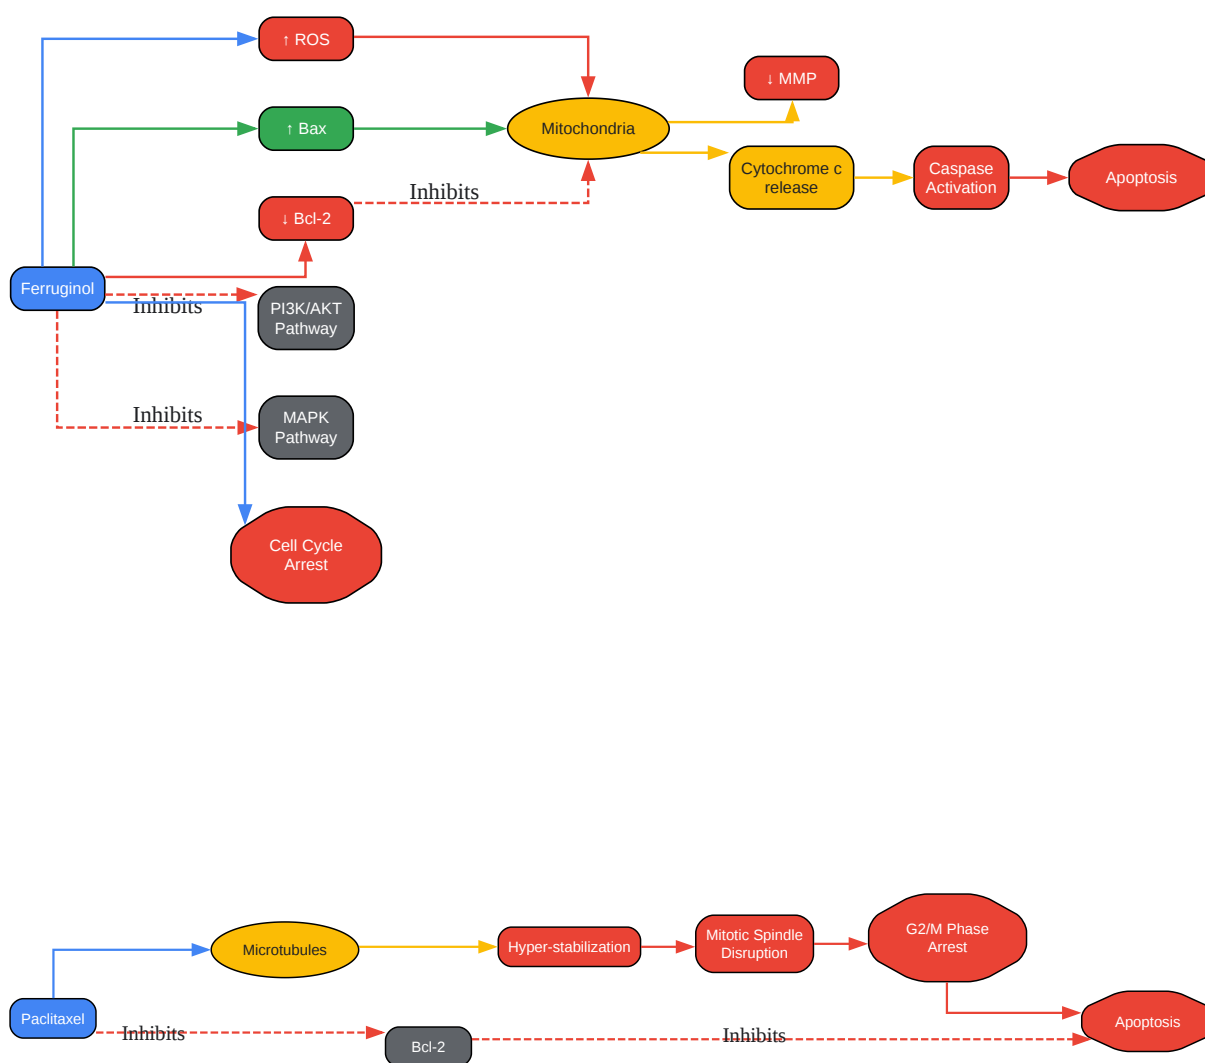 ↑ ROS
↓ MMP
↑ Bax
Mitochondria
Cytochrome c
release
Caspase
Activation
Apoptosis
Inhibits
↓ Bcl-2
Ferruginol
Inhibits
PI3K/AKT
Pathway
Inhibits
MAPK
Pathway
Cell Cycle
Arrest
Microtubules
Hyper-stabilization
Mitotic Spindle
Disruption
G2/M Phase
Arrest
Paclitaxel
Inhibits
Bcl-2
Inhibits
Apoptosis